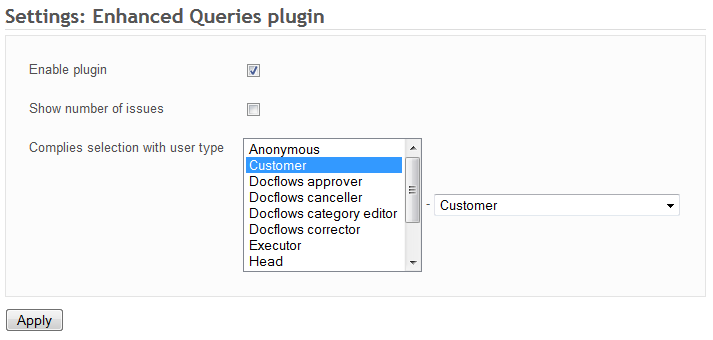 Settings: Enhanced Queries plugin
Enable plugin
Show number of issues
Complies selection with user type
Anonymous
Customer
Docflows approver
Docflows canceller
Docflows category editor
Docflows corrector
Executor
Head
- Customer
Apply